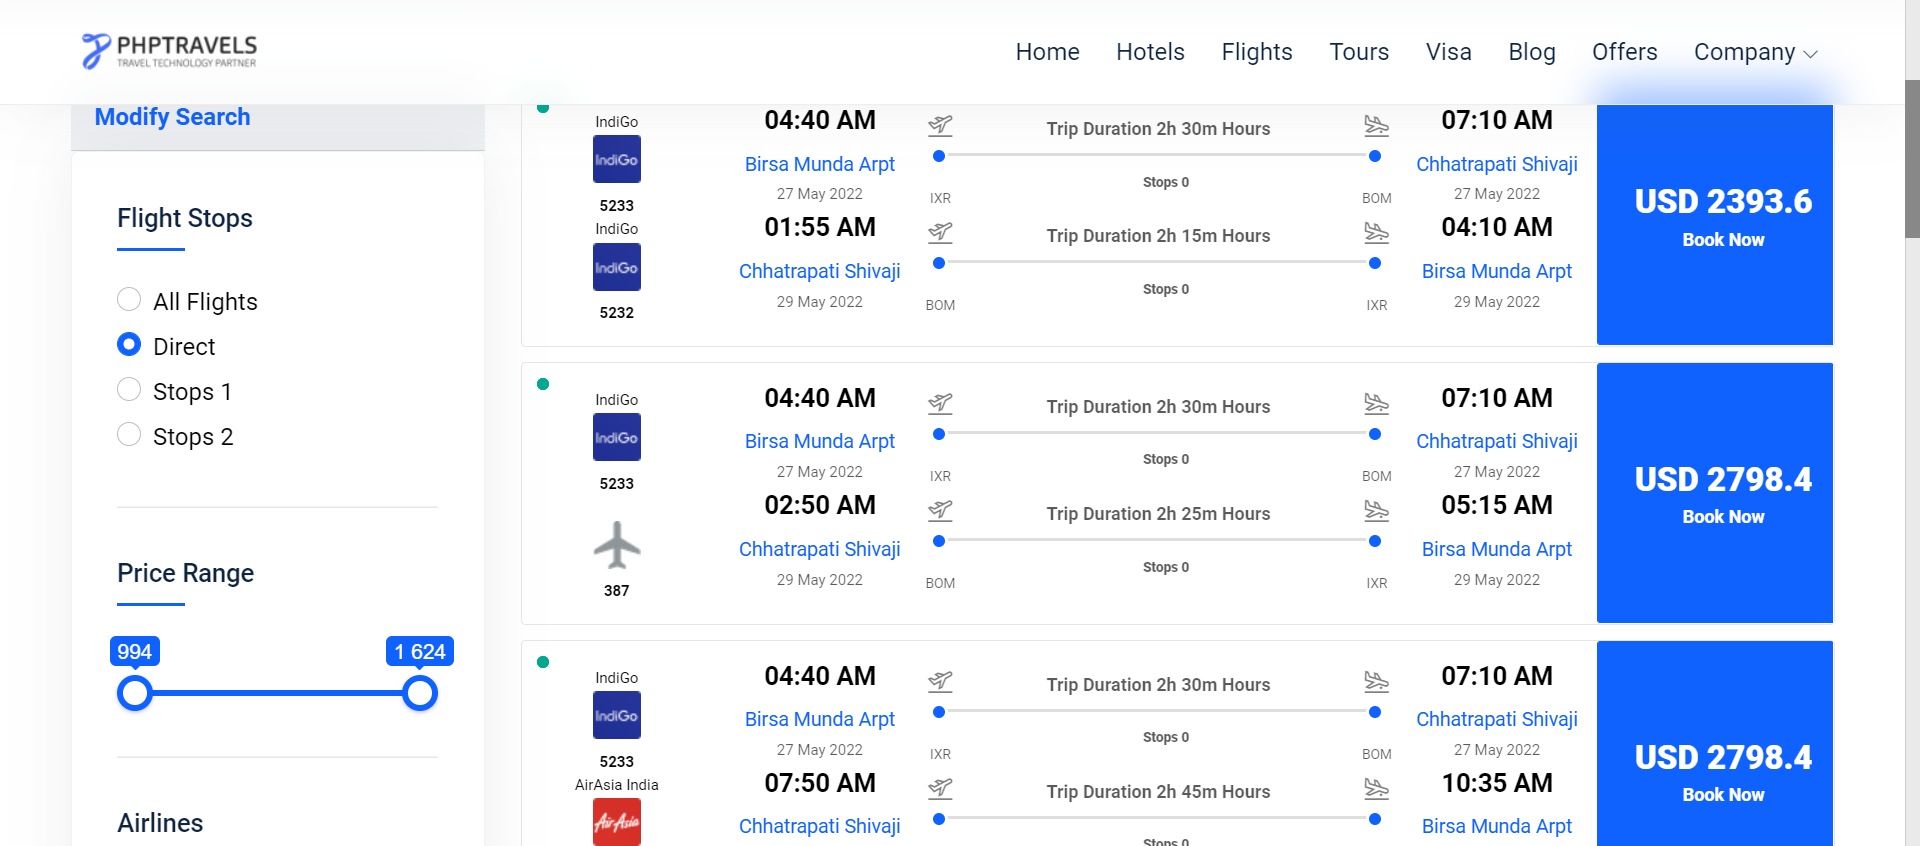 PHPTRAVELS
TRAVEL TECHNOLOGY PARTNER
Home Hotels Flights Tours Visa Blog Offers Company
Modify Search
Flight Stops
All Flights
Direct
Stops 1
Stops 2
Price Range
994 1 624
Airlines
IndiGo
IndiGo
5233
04:40 AM
Birsa Munda Arpt
27 May 2022
IXR
Trip Duration 2h 30m Hours
Stops 0
BOM
07:10 AM
Chhatrapati Shivaji
27 May 2022
IndiGo
IndiGo
5232
01:55 AM
Chhatrapati Shivaji
29 May 2022
BOM
Trip Duration 2h 15m Hours
Stops 0
IXR
04:10 AM
Birsa Munda Arpt
29 May 2022
USD 2393.6
Book Now
IndiGo
IndiGo
5233
04:40 AM
Birsa Munda Arpt
27 May 2022
IXR
Trip Duration 2h 30m Hours
Stops 0
BOM
07:10 AM
Chhatrapati Shivaji
27 May 2022
387
02:50 AM
Chhatrapati Shivaji
29 May 2022
BOM
Trip Duration 2h 25m Hours
Stops 0
IXR
05:15 AM
Birsa Munda Arpt
29 May 2022
USD 2798.4
Book Now
IndiGo
IndiGo
5233
04:40 AM
Birsa Munda Arpt
27 May 2022
IXR
Trip Duration 2h 30m Hours
Stops 0
BOM
07:10 AM
Chhatrapati Shivaji
27 May 2022
AirAsia India
AirAsia
07:50 AM
Chhatrapati Shivaji
Trip Duration 2h 45m Hours
Stops 0
10:35 AM
Birsa Munda Arpt
USD 2798.4
Book Now